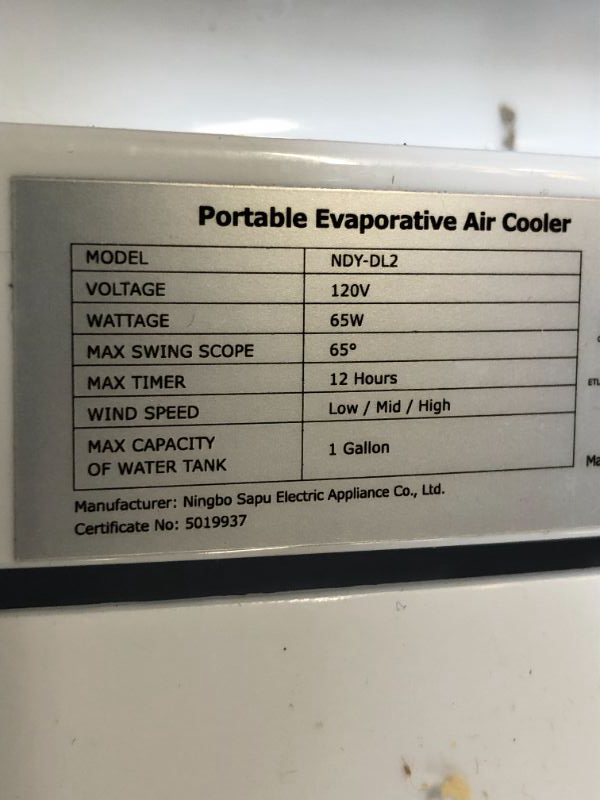 Portable Evaporative Air Cooler
MODEL NDY-DL2
VOLTAGE 120V
WATTAGE 65W
MAX SWING SCOPE 65°
MAX TIMER 12 Hours
WIND SPEED Low / Mid / High
MAX CAPACITY
OF WATER TANK 1 Gallon
Manufacturer: Ningbo Sapu Electric Appliance Co., Ltd.
Certificate No: 5019937
ETL
Ma